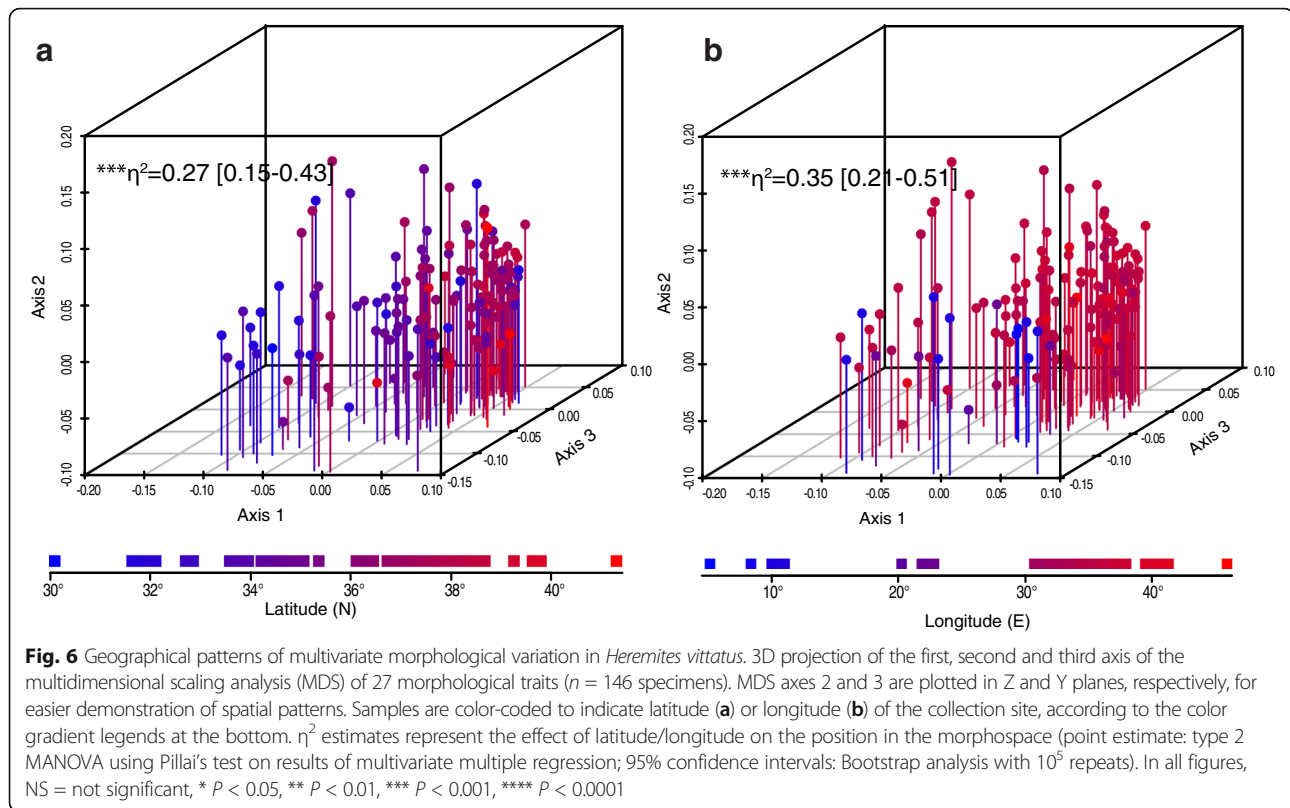 a
b
0.20
0.15
0.10
0.05
0.00
-0.05
-0.10
Axis 2
***η²=0.27 [0.15-0.43]
-0.20
-0.15
-0.10
-0.05
0.00
0.05
0.10
Axis 1
-0.15
-0.10
-0.05
0.00
0.05
0.10
Axis 3
30°
32°
34°
36°
38°
40°
Latitude (N)
0.20
0.15
0.10
0.05
0.00
-0.05
-0.10
Axis 2
***η²=0.35 [0.21-0.51]
-0.20
-0.15
-0.10
-0.05
0.00
0.05
0.10
Axis 1
-0.15
-0.10
-0.05
0.00
0.05
0.10
Axis 3
10°
20°
30°
40°
Longitude (E)
Fig. 6 Geographical patterns of multivariate morphological variation in Heremites vittatus. 3D projection of the first, second and third axis of the
multidimensional scaling analysis (MDS) of 27 morphological traits (n = 146 specimens). MDS axes 2 and 3 are plotted in Z and Y planes, respectively, for
easier demonstration of spatial patterns. Samples are color-coded to indicate latitude (a) or longitude (b) of the collection site, according to the color
gradient legends at the bottom. η² estimates represent the effect of latitude/longitude on the position in the morphospace (point estimate: type 2
MANOVA using Pillai's test on results of multivariate multiple regression; 95% confidence intervals: Bootstrap analysis with 10⁵ repeats). In all figures,
NS = not significant, * P < 0.05, ** P < 0.01, *** P < 0.001, **** P < 0.0001